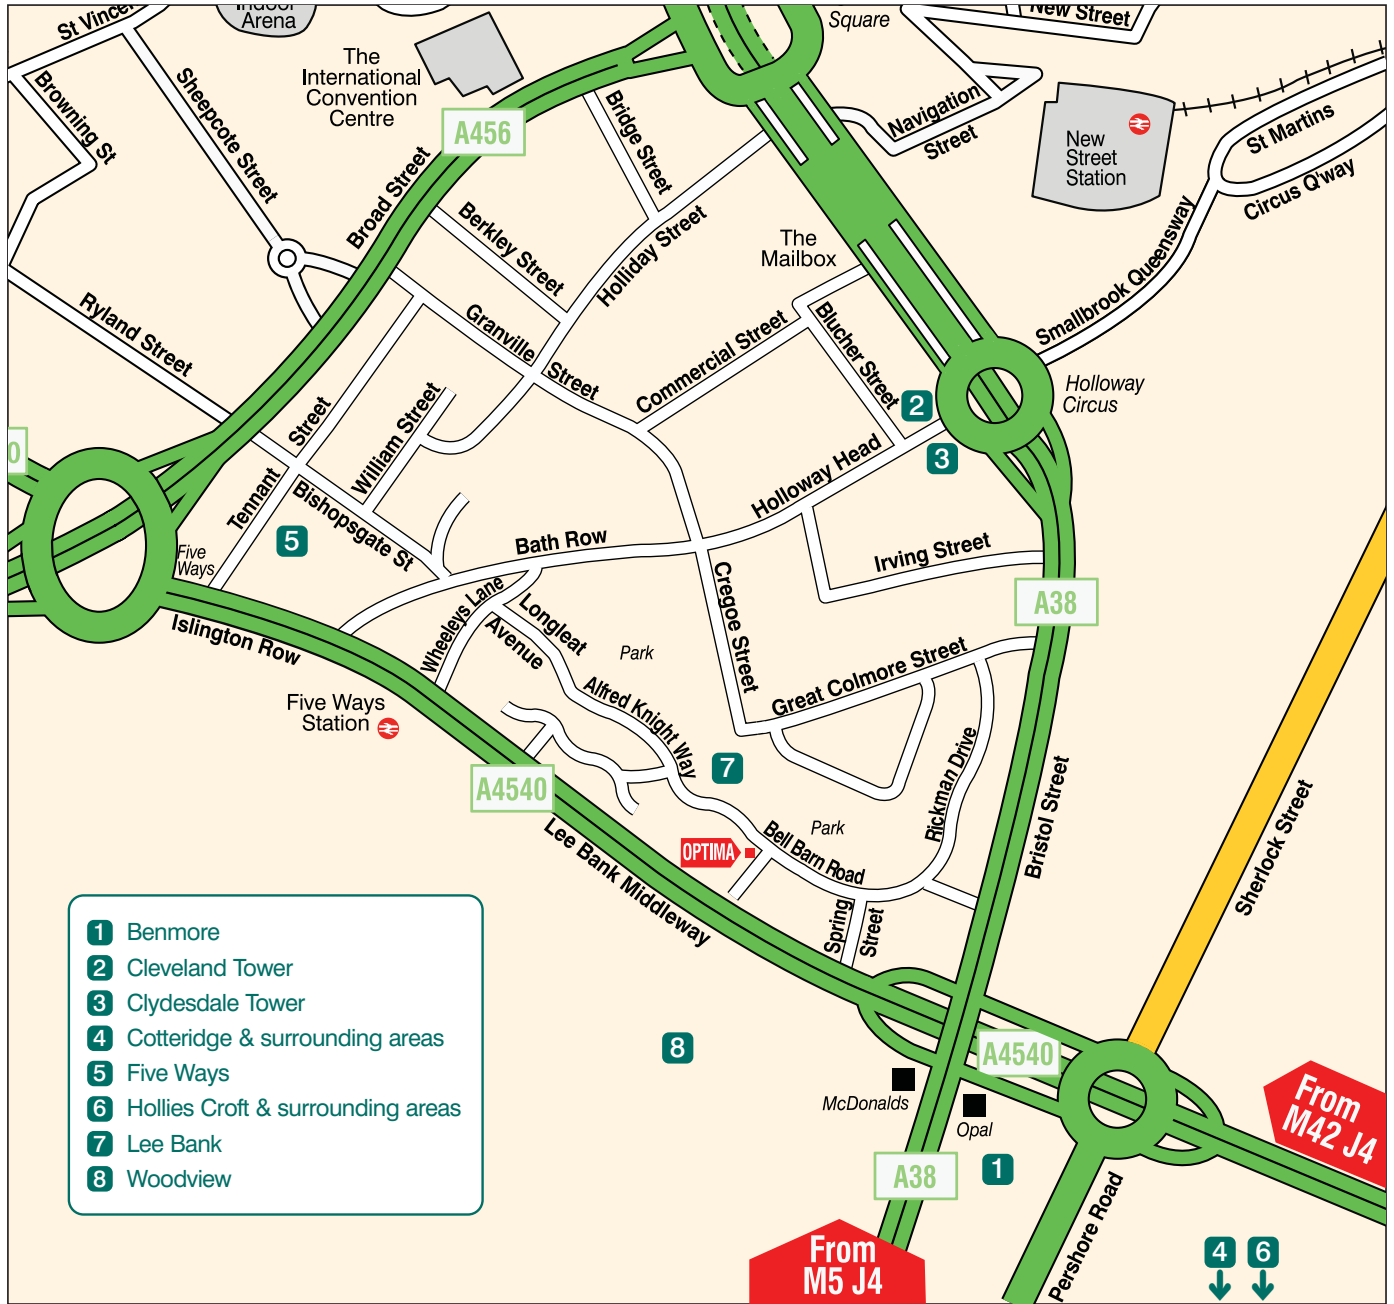 St Vincen
Indoor
Arena
Square
New Street
The
International
Convention
Centre
A456
Browning St
Sheepcote Street
Broad Street
Bridge Street
Navigation
Street
New
Street
Station
St Martins
Circus Q'way
Berkley Street
Holliday Street
The
Mailbox
Smallbrook Queensway
Ryland Street
Granville Street
Commercial Street
Blucher Street
2
3
Holloway
Circus
0
Tennant Street
William Street
Bishopsgate St
5
Five
Ways
Bath Row
Holloway Head
Irving Street
A38
Islington Row
Wheeleys Lane
Longleat
Avenue
Park
Cregoe Street
Great Colmore Street
Five Ways
Station
Alfred Knight Way
7
A4540
Rickman Drive
Bristol Street
Sherlock Street
Park
OPTIMA
Bell Barn Road
Lee Bank Middleway
Spring
Street
1 Benmore
2 Cleveland Tower
3 Clydesdale Tower
4 Cotteridge & surrounding areas
5 Five Ways
6 Hollies Croft & surrounding areas
7 Lee Bank
8 Woodview
8
A4540
McDonalds
Opal
1
A38
From
M42 J4
Pershore Road
From
M5 J4
4 6